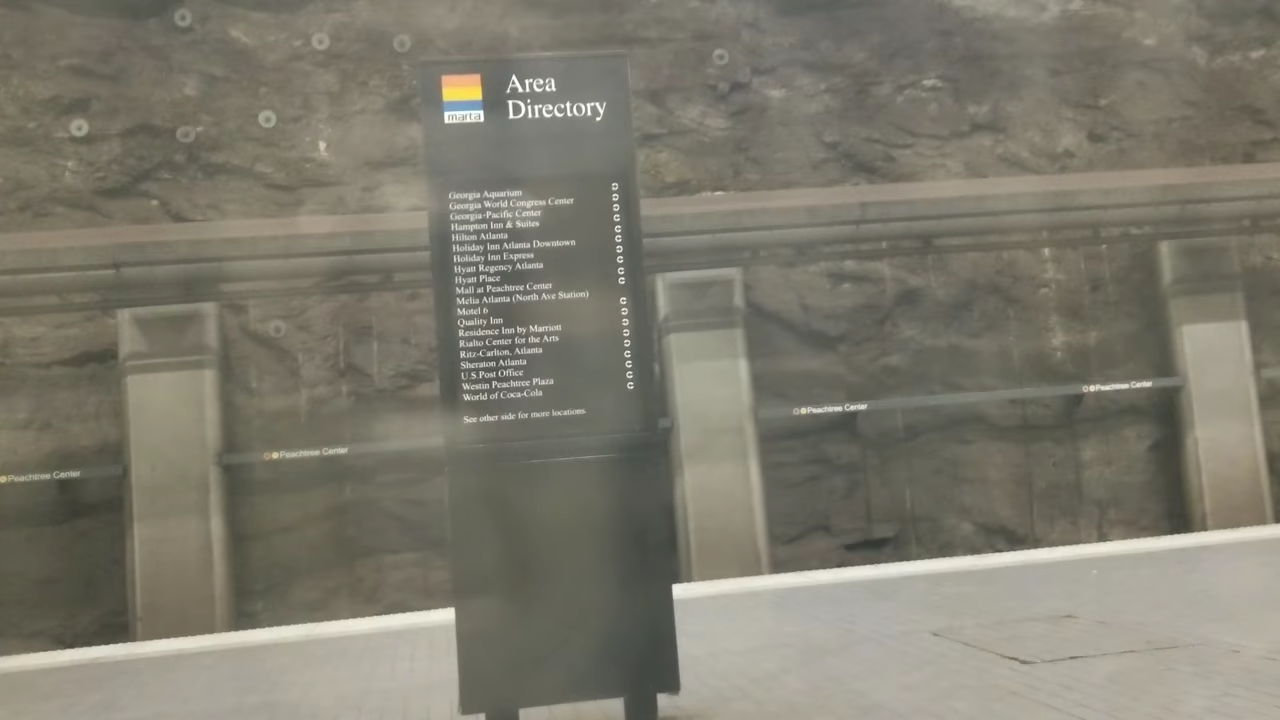 marta
Area
Directory
Georgia Aquarium
Georgia World Congress Center
Georgia-Pacific Center
Hampton Inn & Suites
Hilton Atlanta
Holiday Inn Atlanta Downtown
Holiday Inn Express
Hyatt Regency Atlanta
Hyatt Place
Mall at Peachtree Center
Melia Atlanta (North Ave Station)
Motel 6
Quality Inn
Residence Inn by Marriott
Rialto Center for the Arts
Ritz-Carlton, Atlanta
Sheraton Atlanta
U.S.Post Office
Westin Peachtree Plaza
World of Coca-Cola
See other side for more locations.
Peachtree Center
Peachtree Center
Peachtree Center
Peachtree Center